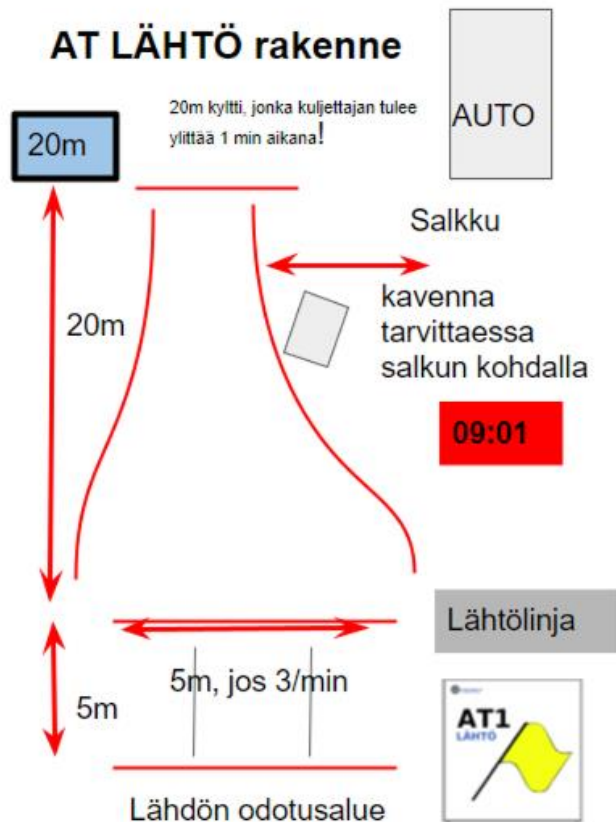 AT LÄHTÖ rakenne
20m kyltti, jonka kuljettajan tulee
ylittää 1 min aikana!
AUTO
20m
Salkku
20m
kavenna
tarvittaessa
salkun kohdalla
09:01
Lähtölinja
5m, jos 3/min
5m
AT1
LÄHTÖ
Lähdön odotusalue